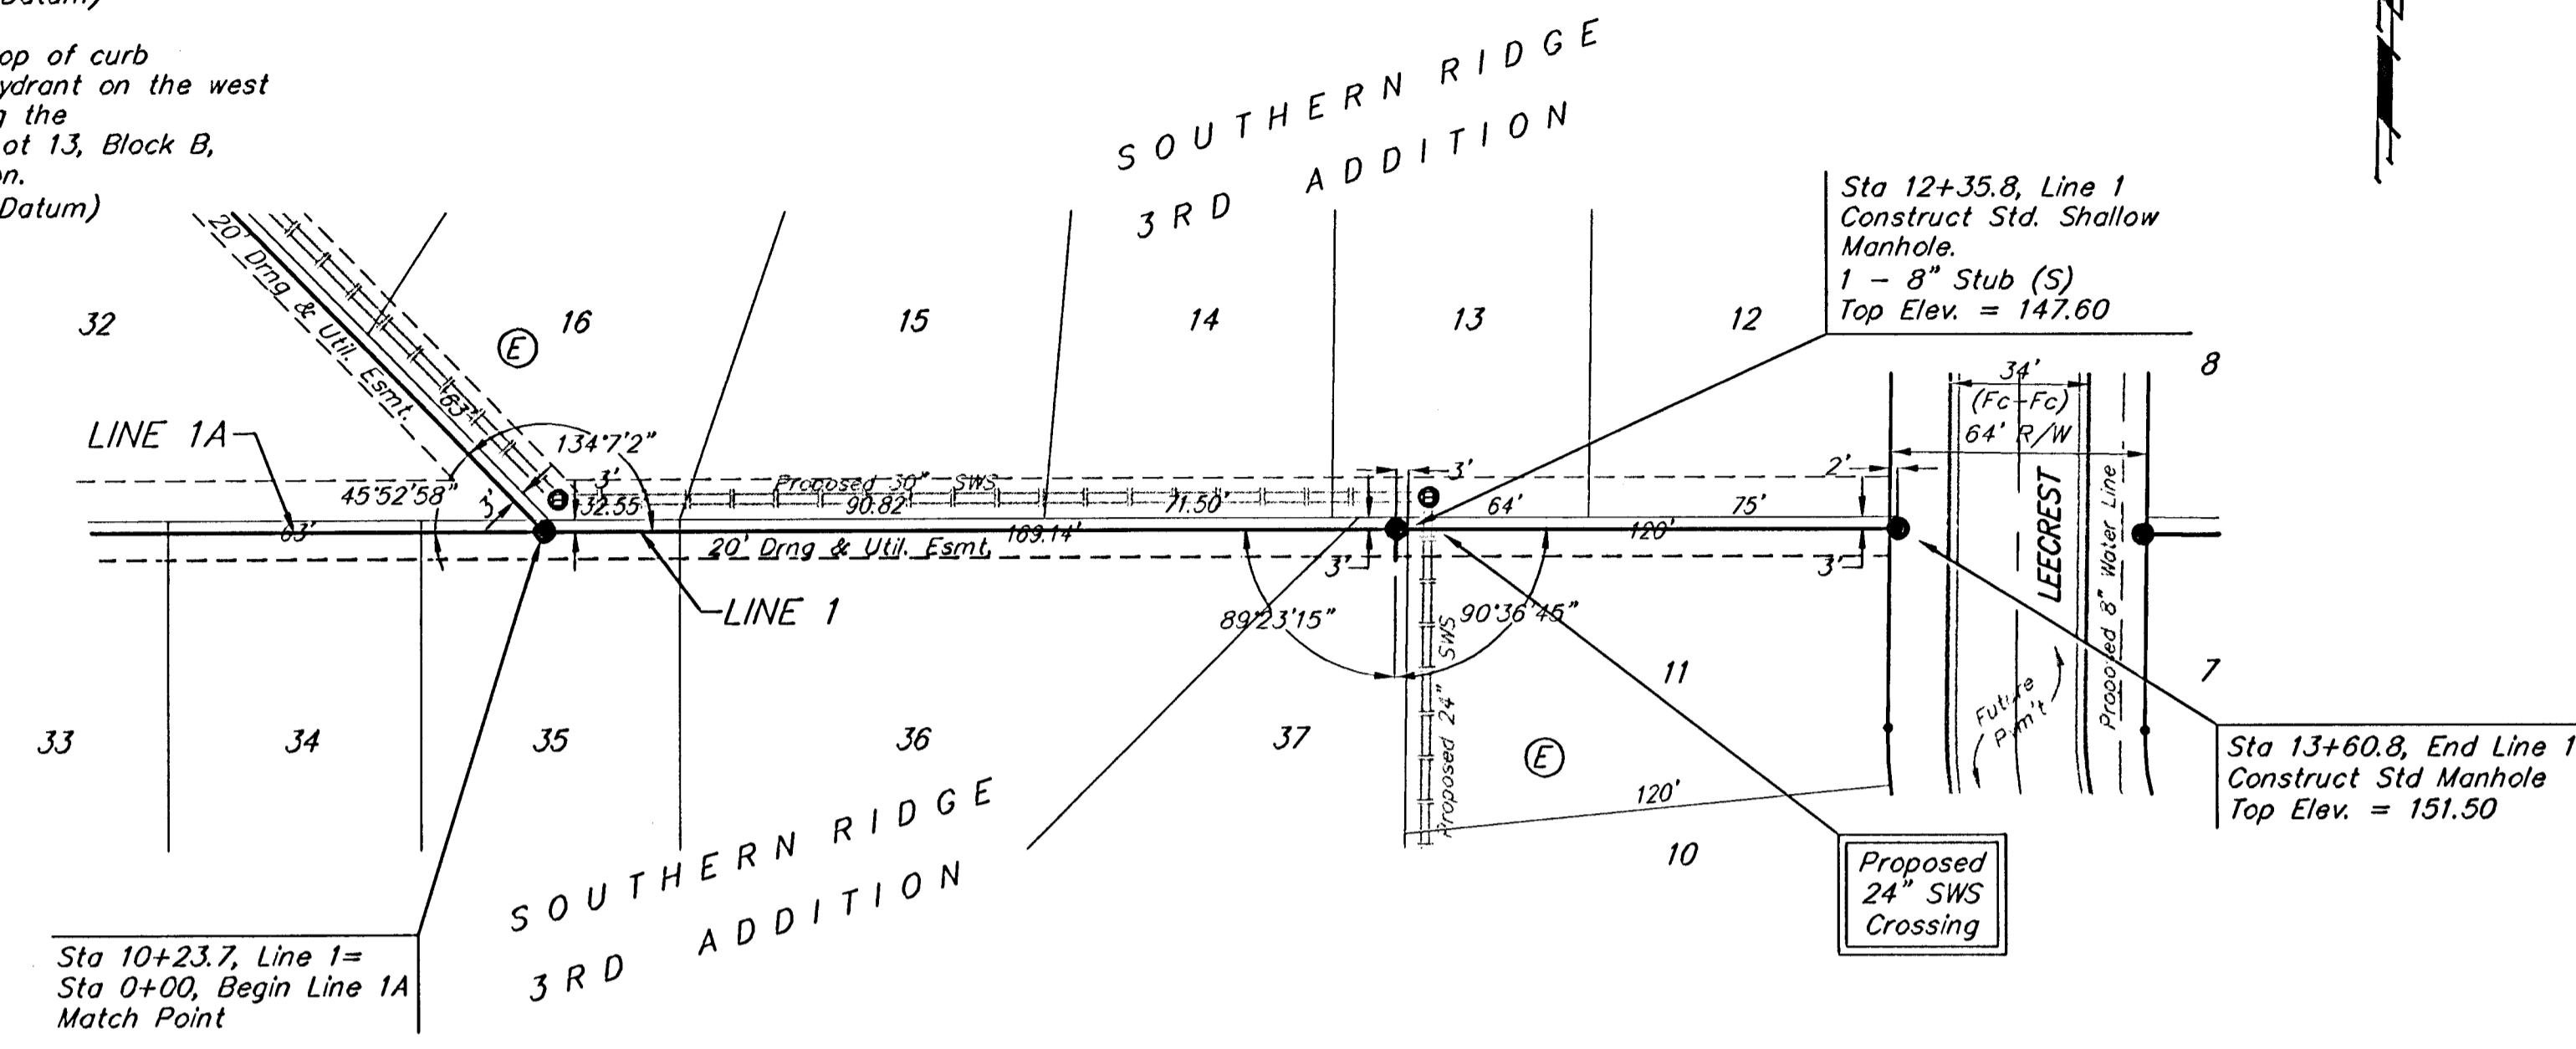 op of curb
ydrant on the west
g the
ot 13, Block B,
on.
Datum)
SOUTHERN RIDGE
3RD ADDITION
Sta 12+35.8, Line 1
Construct Std. Shallow
Manhole.
1 - 8" Stub (S)
Top Elev. = 147.60
20' Drng & Util. Esmt.
32
E
16
15
14
13
12
8
34'
(Fc-Fc)
64' R/W
LINE 1A
63'
134°7'2"
45°52'58"
3'
3'
Proposed 30" SWS
3'
2'
32.55'
90.82'
71.50'
64'
75'
63'
169.14'
120'
20' Drng & Util. Esmt.
3'
3'
LEECREST
Proposed 8" Water Line
LINE 1
89°23'15"
90°36'45"
Proposed 24" SWS
11
7
Future
Pvm't
33
34
35
36
37
E
120'
10
Sta 13+60.8, End Line 1
Construct Std Manhole
Top Elev. = 151.50
SOUTHERN RIDGE
3RD ADDITION
Proposed
24" SWS
Crossing
Sta 10+23.7, Line 1=
Sta 0+00, Begin Line 1A
Match Point